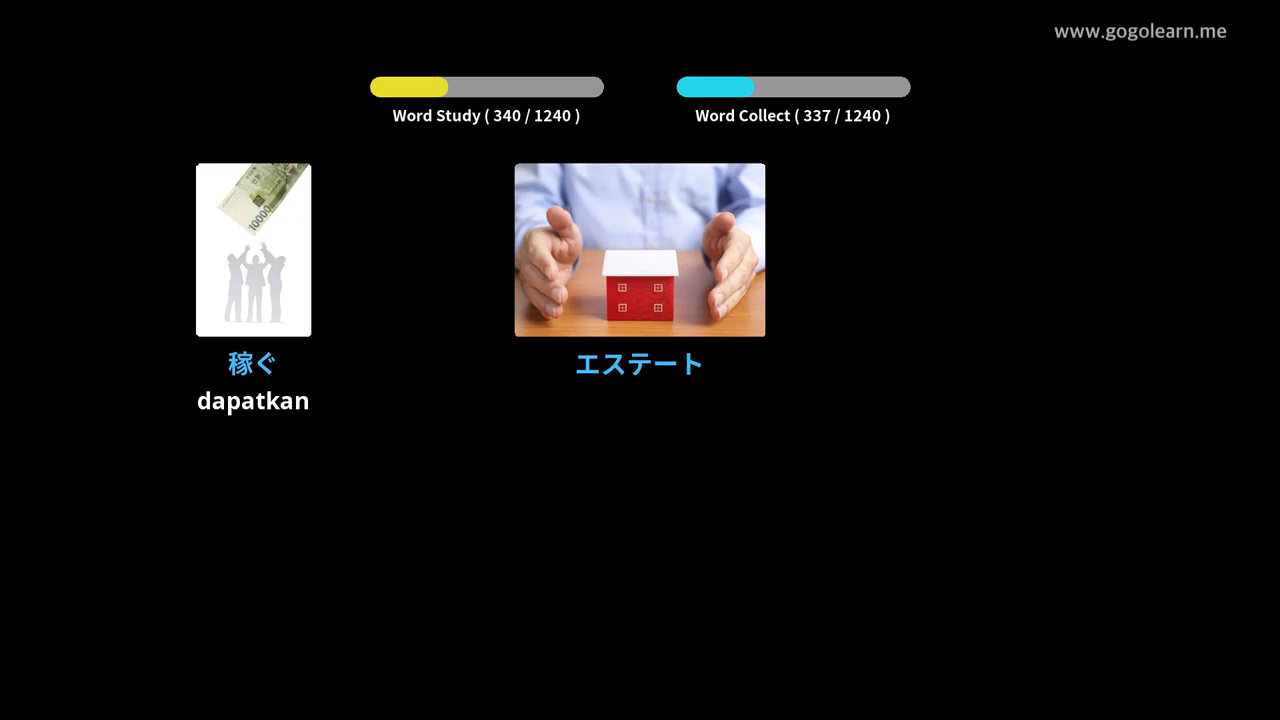 www.gogolearn.me
Word Study ( 340 / 1240 )
Word Collect ( 337 / 1240 )
10000
稼ぐ
エステート
dapatkan